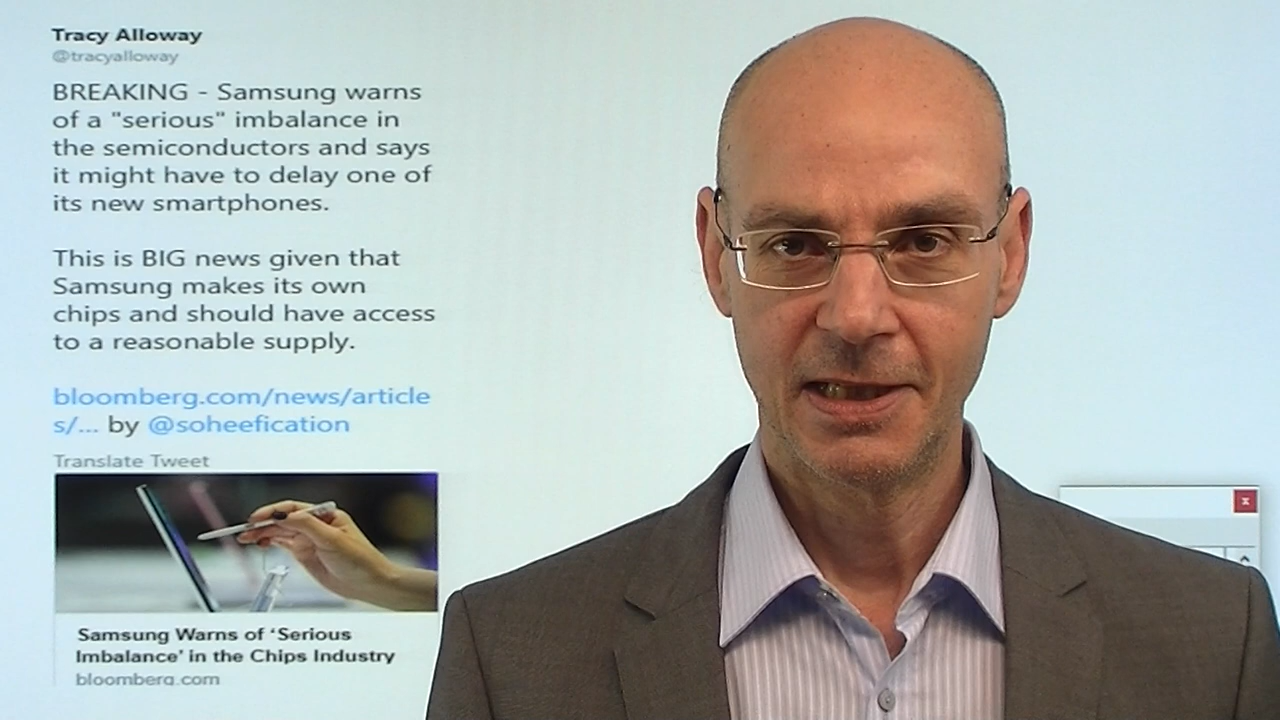 Tracy Alloway
@tracyalloway
BREAKING - Samsung warns
of a "serious" imbalance in
the semiconductors and says
it might have to delay one of
its new smartphones.
This is BIG news given that
Samsung makes its own
chips and should have access
to a reasonable supply.
bloomberg.com/news/article
s/... by @soheefication
Translate Tweet
Samsung Warns of ‘Serious
Imbalance’ in the Chips Industry
bloomberg.com